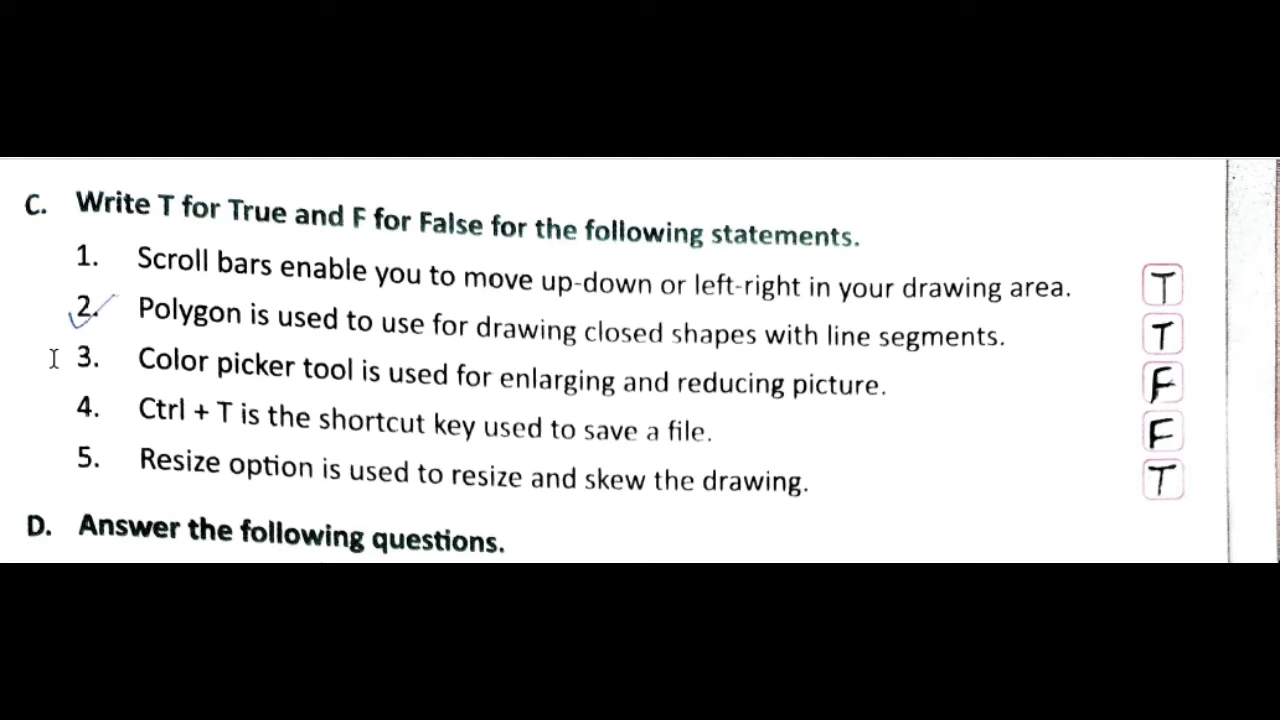 C. Write T for True and F for False for the following statements.
1. Scroll bars enable you to move up-down or left-right in your drawing area. T
2. Polygon is used to use for drawing closed shapes with line segments. T
3. Color picker tool is used for enlarging and reducing picture. F
4. Ctrl + T is the shortcut key used to save a file. F
5. Resize option is used to resize and skew the drawing. T
D. Answer the following questions.